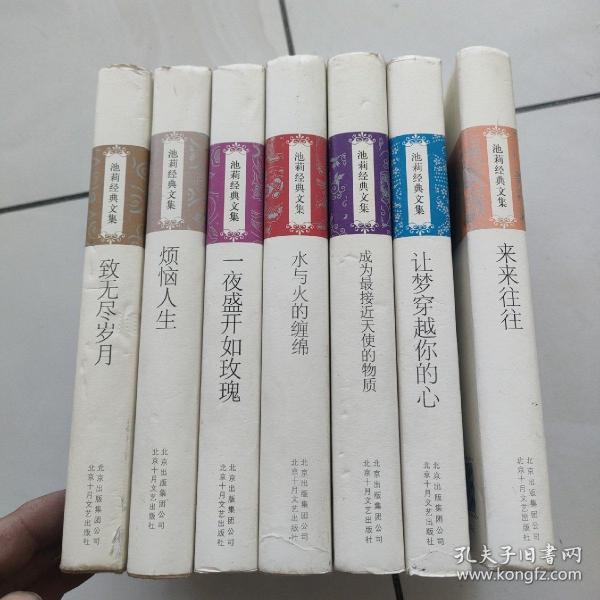 池莉经典文集
致无尽岁月
北京出版集团公司
北京十月文艺出版社
池莉经典文集
烦恼人生
北京出版集团公司
北京十月文艺出版社
池莉经典文集
一夜盛开如玫瑰
北京出版集团公司
北京十月文艺出版社
池莉经典文集
水与火的缠绵
北京出版集团公司
北京十月文艺出版社
池莉经典文集
成为最接近天使的物质
北京出版集团公司
北京十月文艺出版社
池莉经典文集
让梦穿越你的心
北京出版集团公司
北京十月文艺出版社
池莉经典文集
来来往往
北京出版集团公司
北京十月文艺出版社
孔夫子旧书网
www.kongfz.com